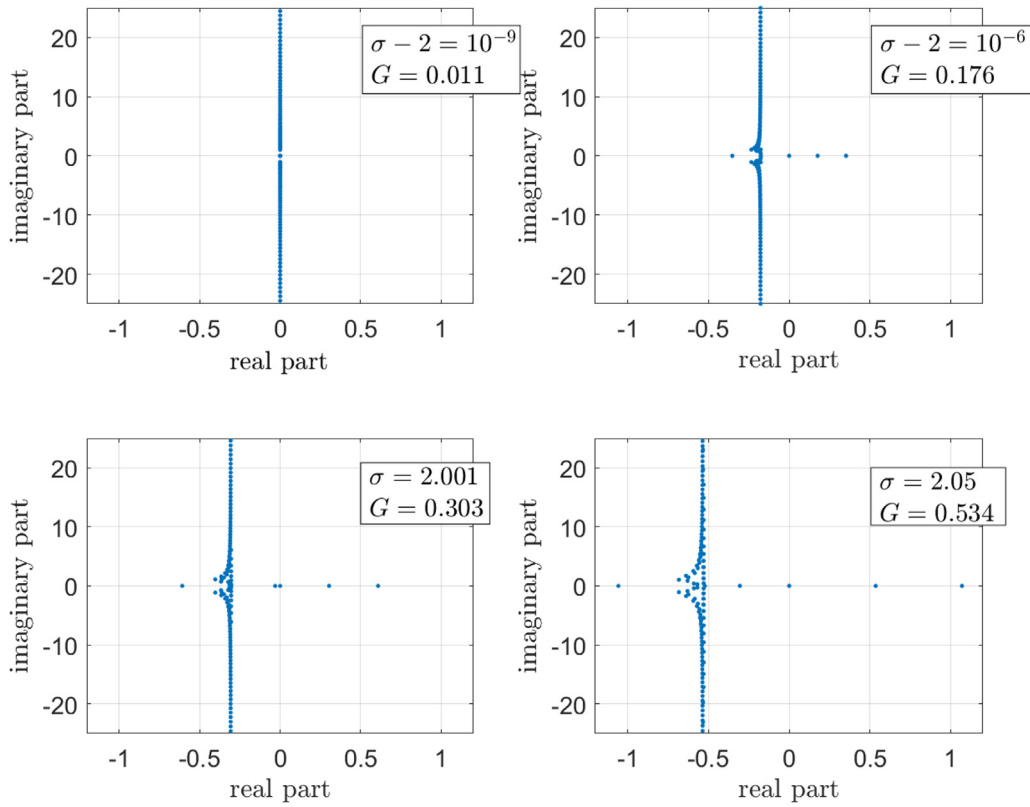 20
10
0
-10
-20
imaginary part
-1 -0.5 0 0.5 1
real part
σ − 2 = 10⁻⁹
G = 0.011
20
10
0
-10
-20
imaginary part
-1 -0.5 0 0.5 1
real part
σ − 2 = 10⁻⁶
G = 0.176
20
10
0
-10
-20
imaginary part
-1 -0.5 0 0.5 1
real part
σ = 2.001
G = 0.303
20
10
0
-10
-20
imaginary part
-1 -0.5 0 0.5 1
real part
σ = 2.05
G = 0.534